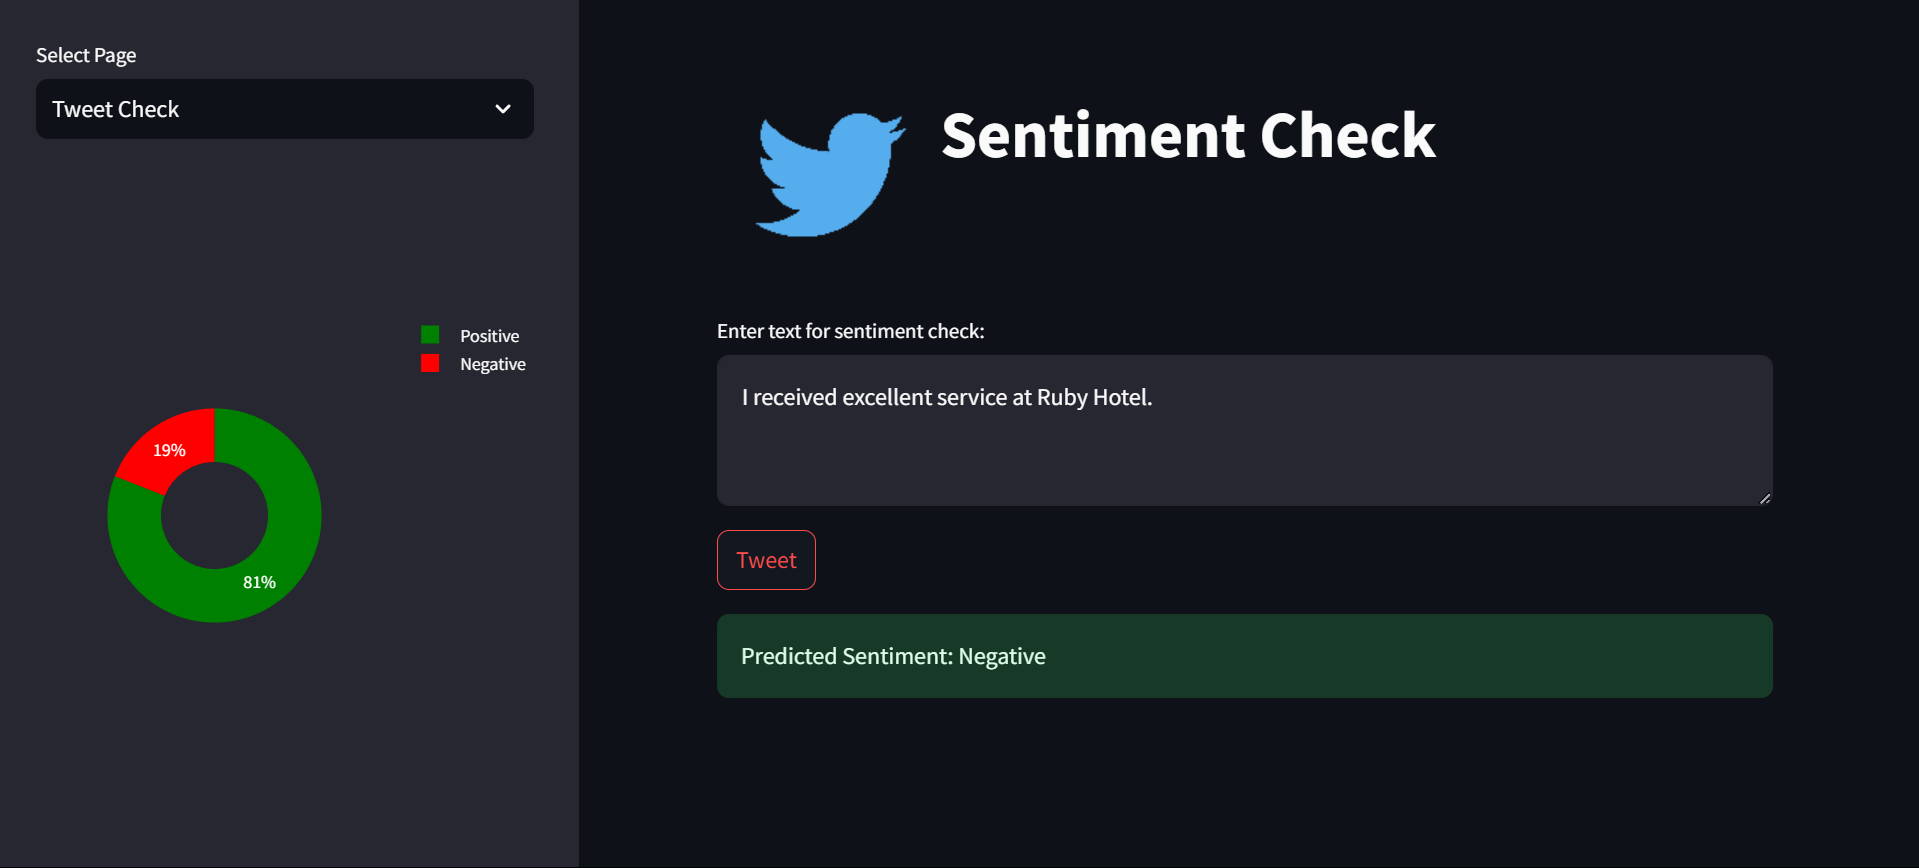 Select Page
Tweet Check
Positive
Negative
19%
81%
Sentiment Check
Enter text for sentiment check:
I received excellent service at Ruby Hotel.
Tweet
Predicted Sentiment: Negative